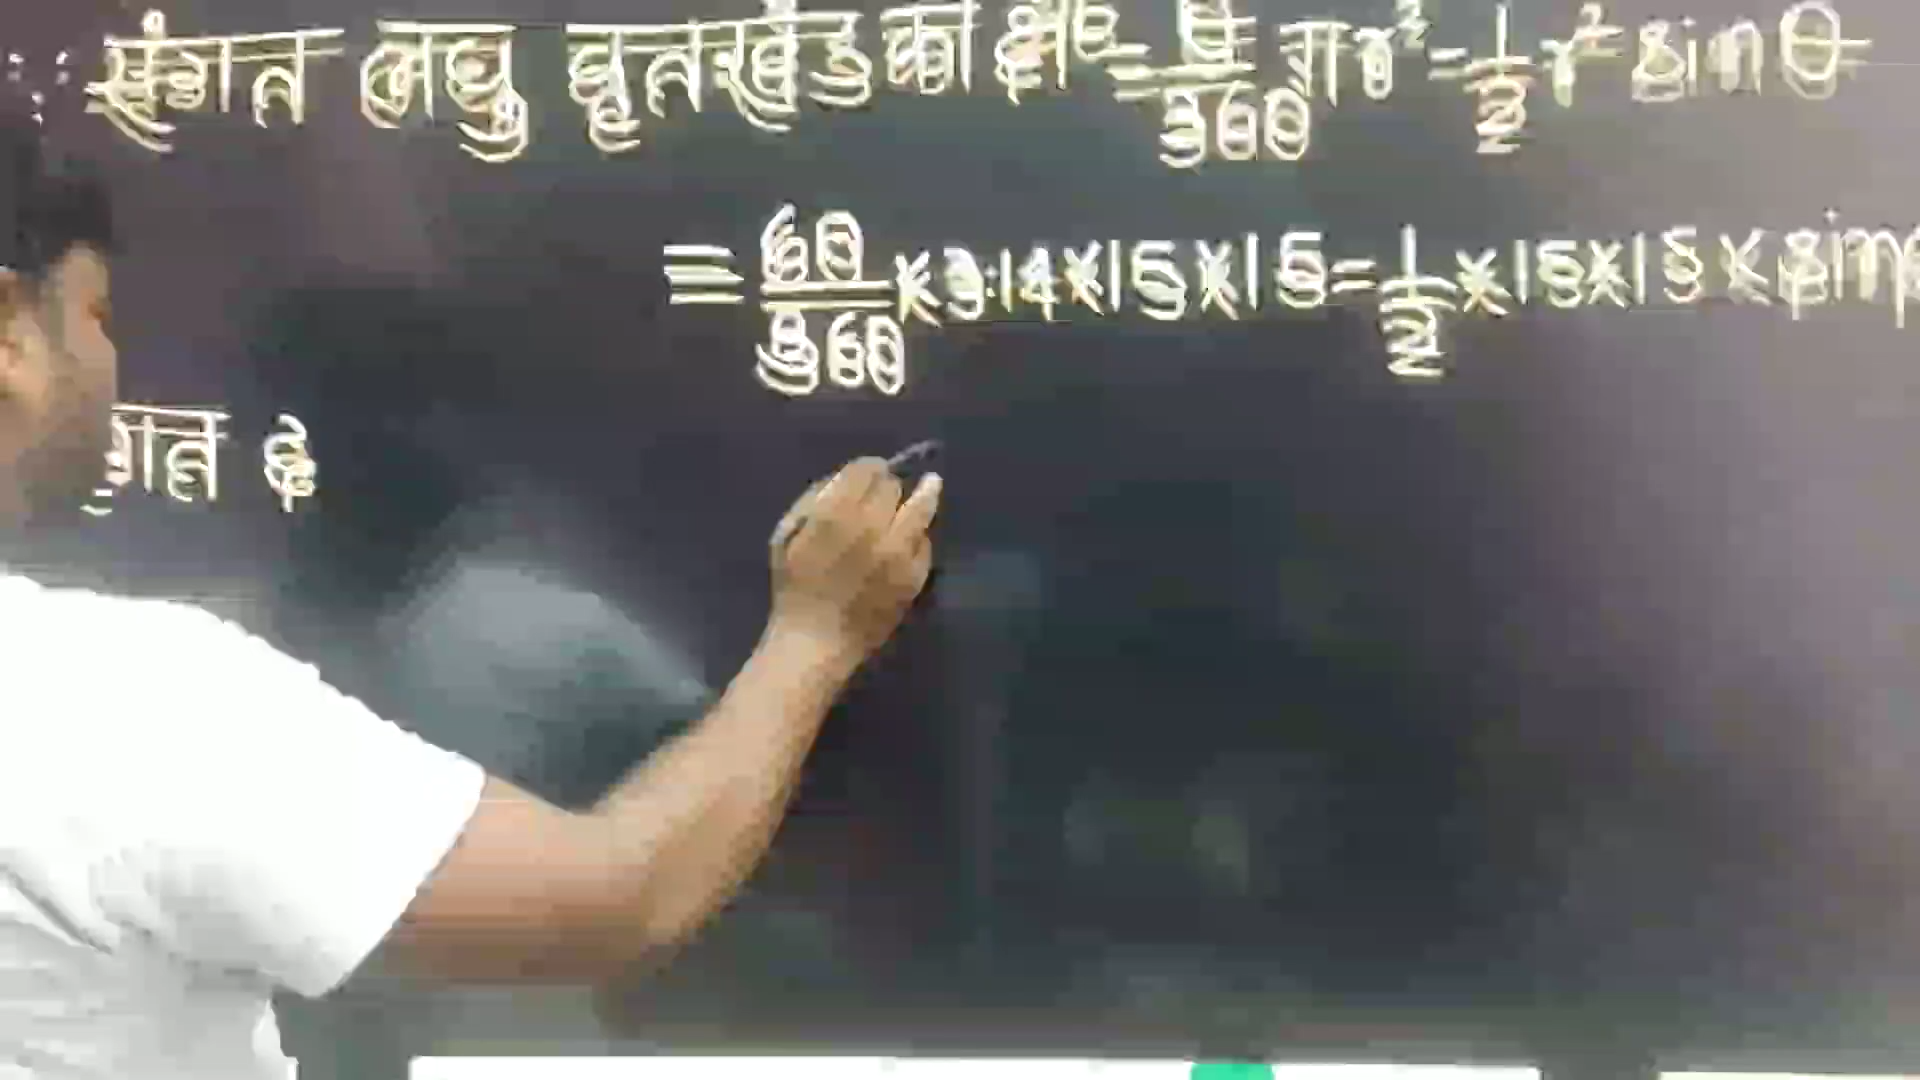 संगत लघु वृतखंड का क्षे० = θ/360 πr² - 1/2 r² sinθ
= 60/360 × 3.14 × 15 × 15 - 1/2 × 15 × 15 × sin